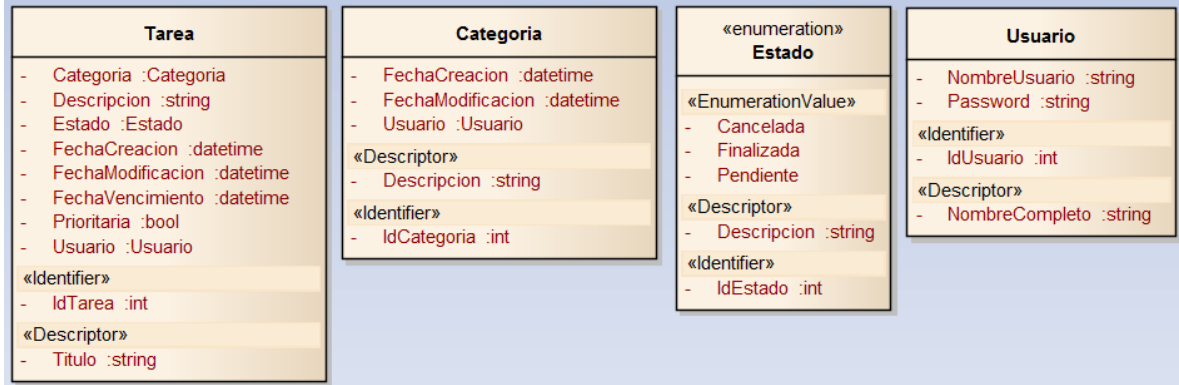 Tarea
- Categoria :Categoria
- Descripcion :string
- Estado :Estado
- FechaCreacion :datetime
- FechaModificacion :datetime
- FechaVencimiento :datetime
- Prioritaria :bool
- Usuario :Usuario
«Identifier»
- IdTarea :int
«Descriptor»
- Titulo :string
Categoria
- FechaCreacion :datetime
- FechaModificacion :datetime
- Usuario :Usuario
«Descriptor»
- Descripcion :string
«Identifier»
- IdCategoria :int
«enumeration»
Estado
«EnumerationValue»
- Cancelada
- Finalizada
- Pendiente
«Descriptor»
- Descripcion :string
«Identifier»
- IdEstado :int
Usuario
- NombreUsuario :string
- Password :string
«Identifier»
- IdUsuario :int
«Descriptor»
- NombreCompleto :string